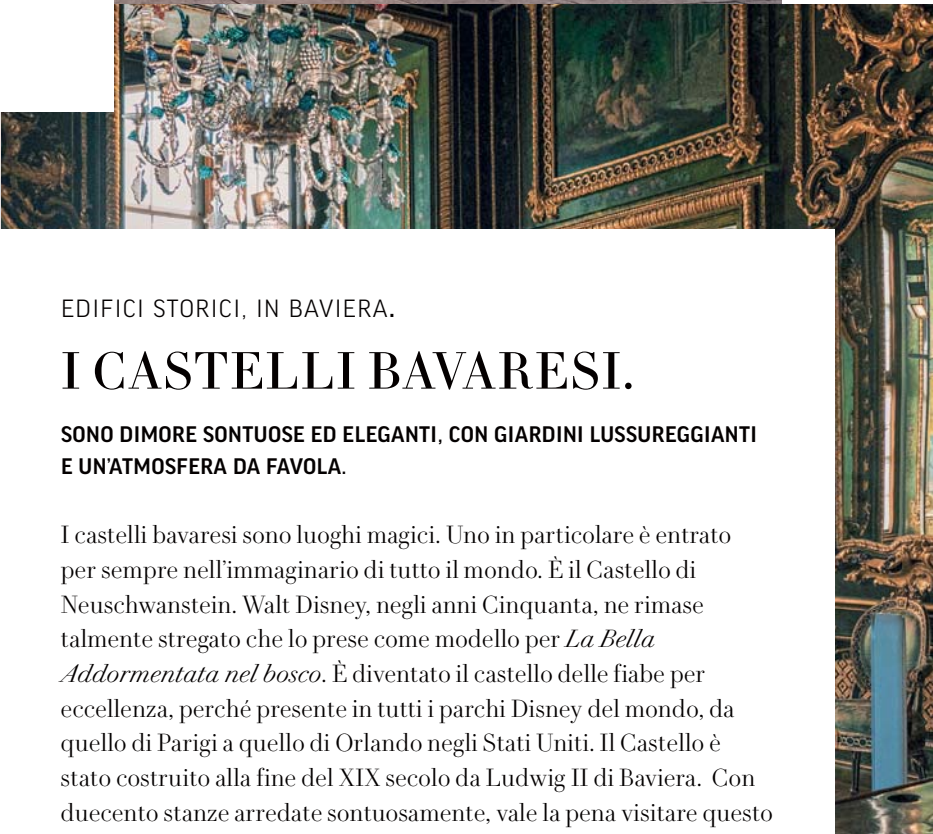 EDIFICI STORICI, IN BAVIERA.
I CASTELLI BAVARESI.
SONO DIMORE SONTUOSE ED ELEGANTI, CON GIARDINI LUSSUREGGIANTI
E UN'ATMOSFERA DA FAVOLA.
I castelli bavaresi sono luoghi magici. Uno in particolare è entrato
per sempre nell'immaginario di tutto il mondo. È il Castello di
Neuschwanstein. Walt Disney, negli anni Cinquanta, ne rimase
talmente stregato che lo prese come modello per La Bella
Addormentata nel bosco. È diventato il castello delle fiabe per
eccellenza, perché presente in tutti i parchi Disney del mondo, da
quello di Parigi a quello di Orlando negli Stati Uniti. Il Castello è
stato costruito alla fine del XIX secolo da Ludwig II di Baviera. Con
duecento stanze arredate sontuosamente, vale la pena visitare questo